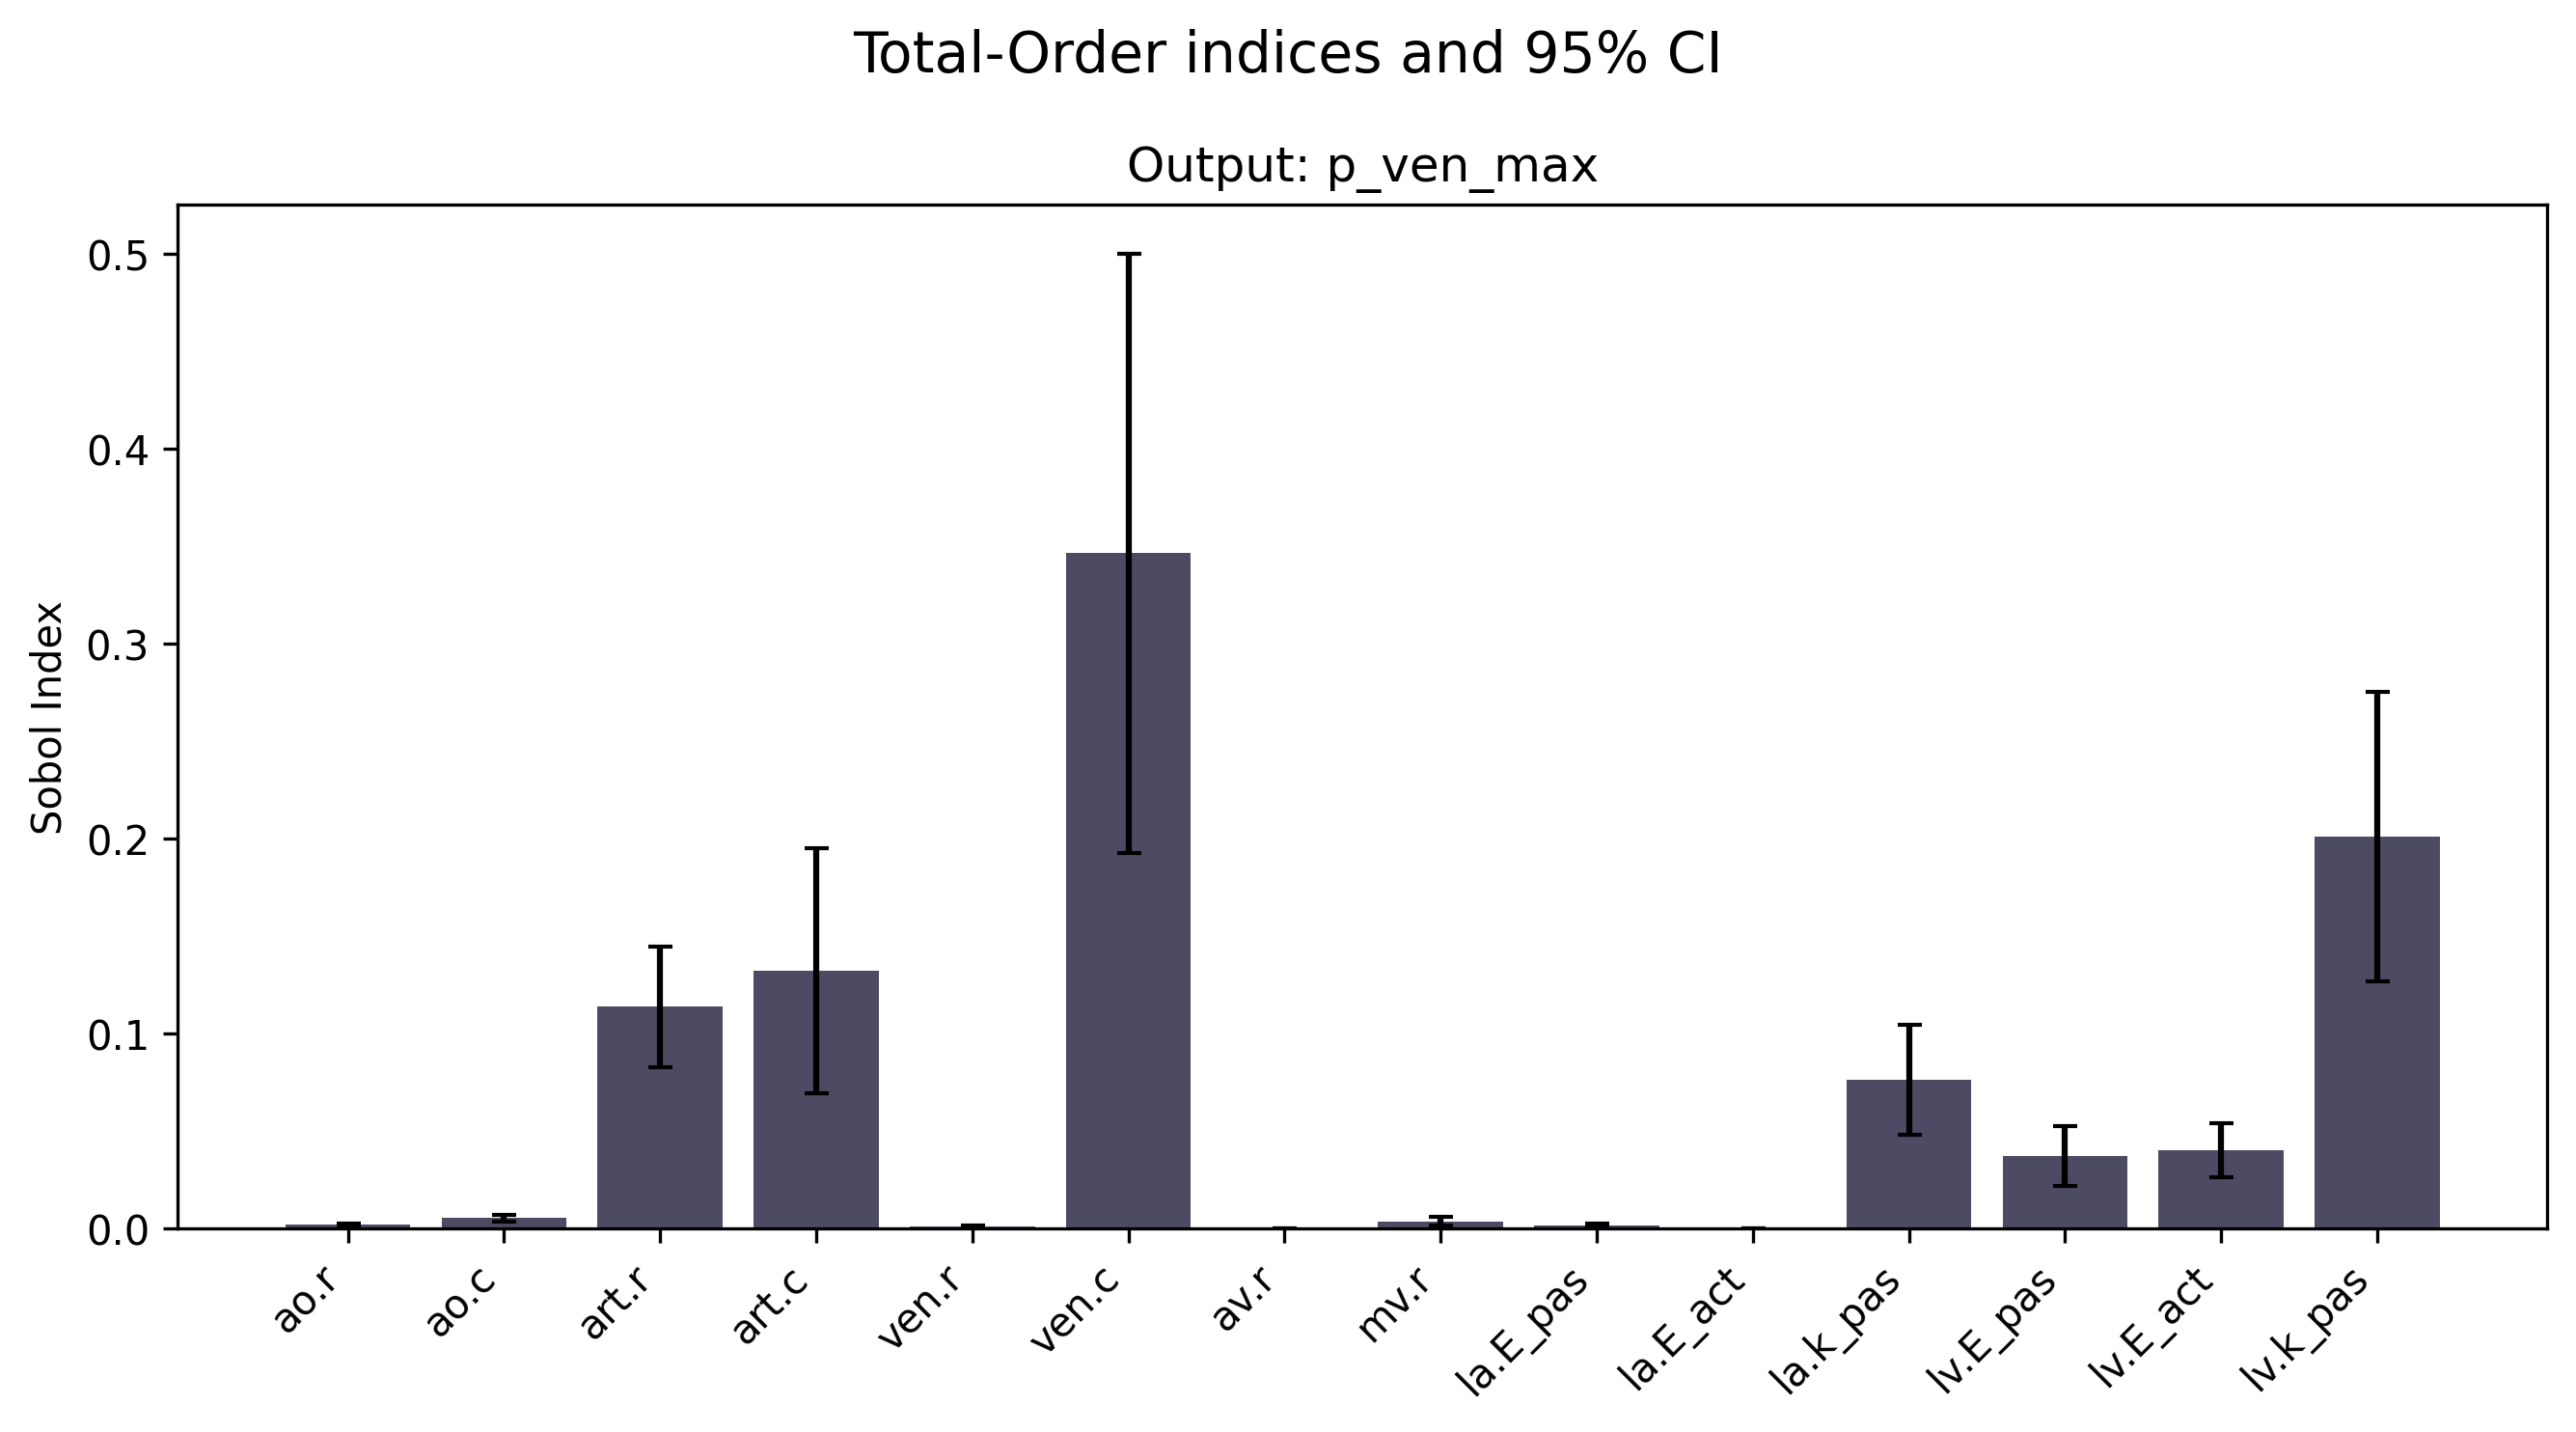 Total-Order indices and 95% CI
Output: p_ven_max
Sobol Index
0.5
0.4
0.3
0.2
0.1
0.0
ao.r
ao.c
art.r
art.c
ven.r
ven.c
av.r
mv.r
la.E_pas
la.E_act
la.k_pas
lv.E_pas
lv.E_act
lv.k_pas